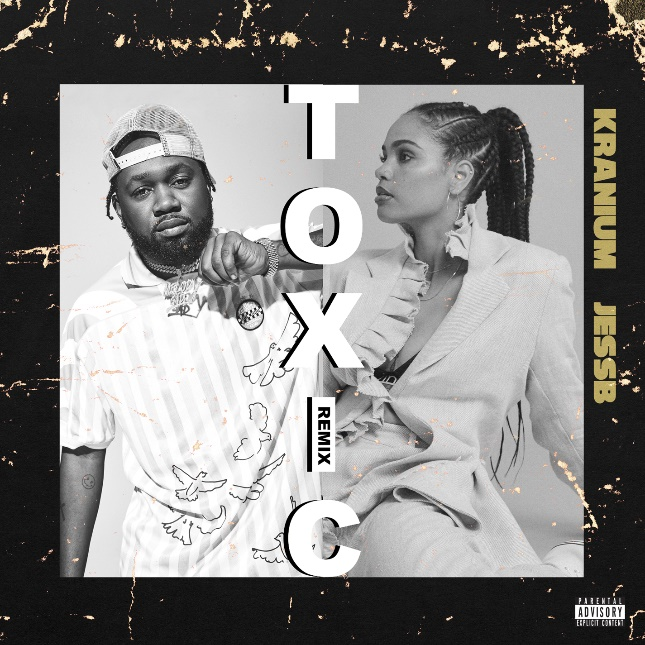 TOXIC
REMIX
KRANIUM JESSB
PARENTAL
ADVISORY
EXPLICIT CONTENT